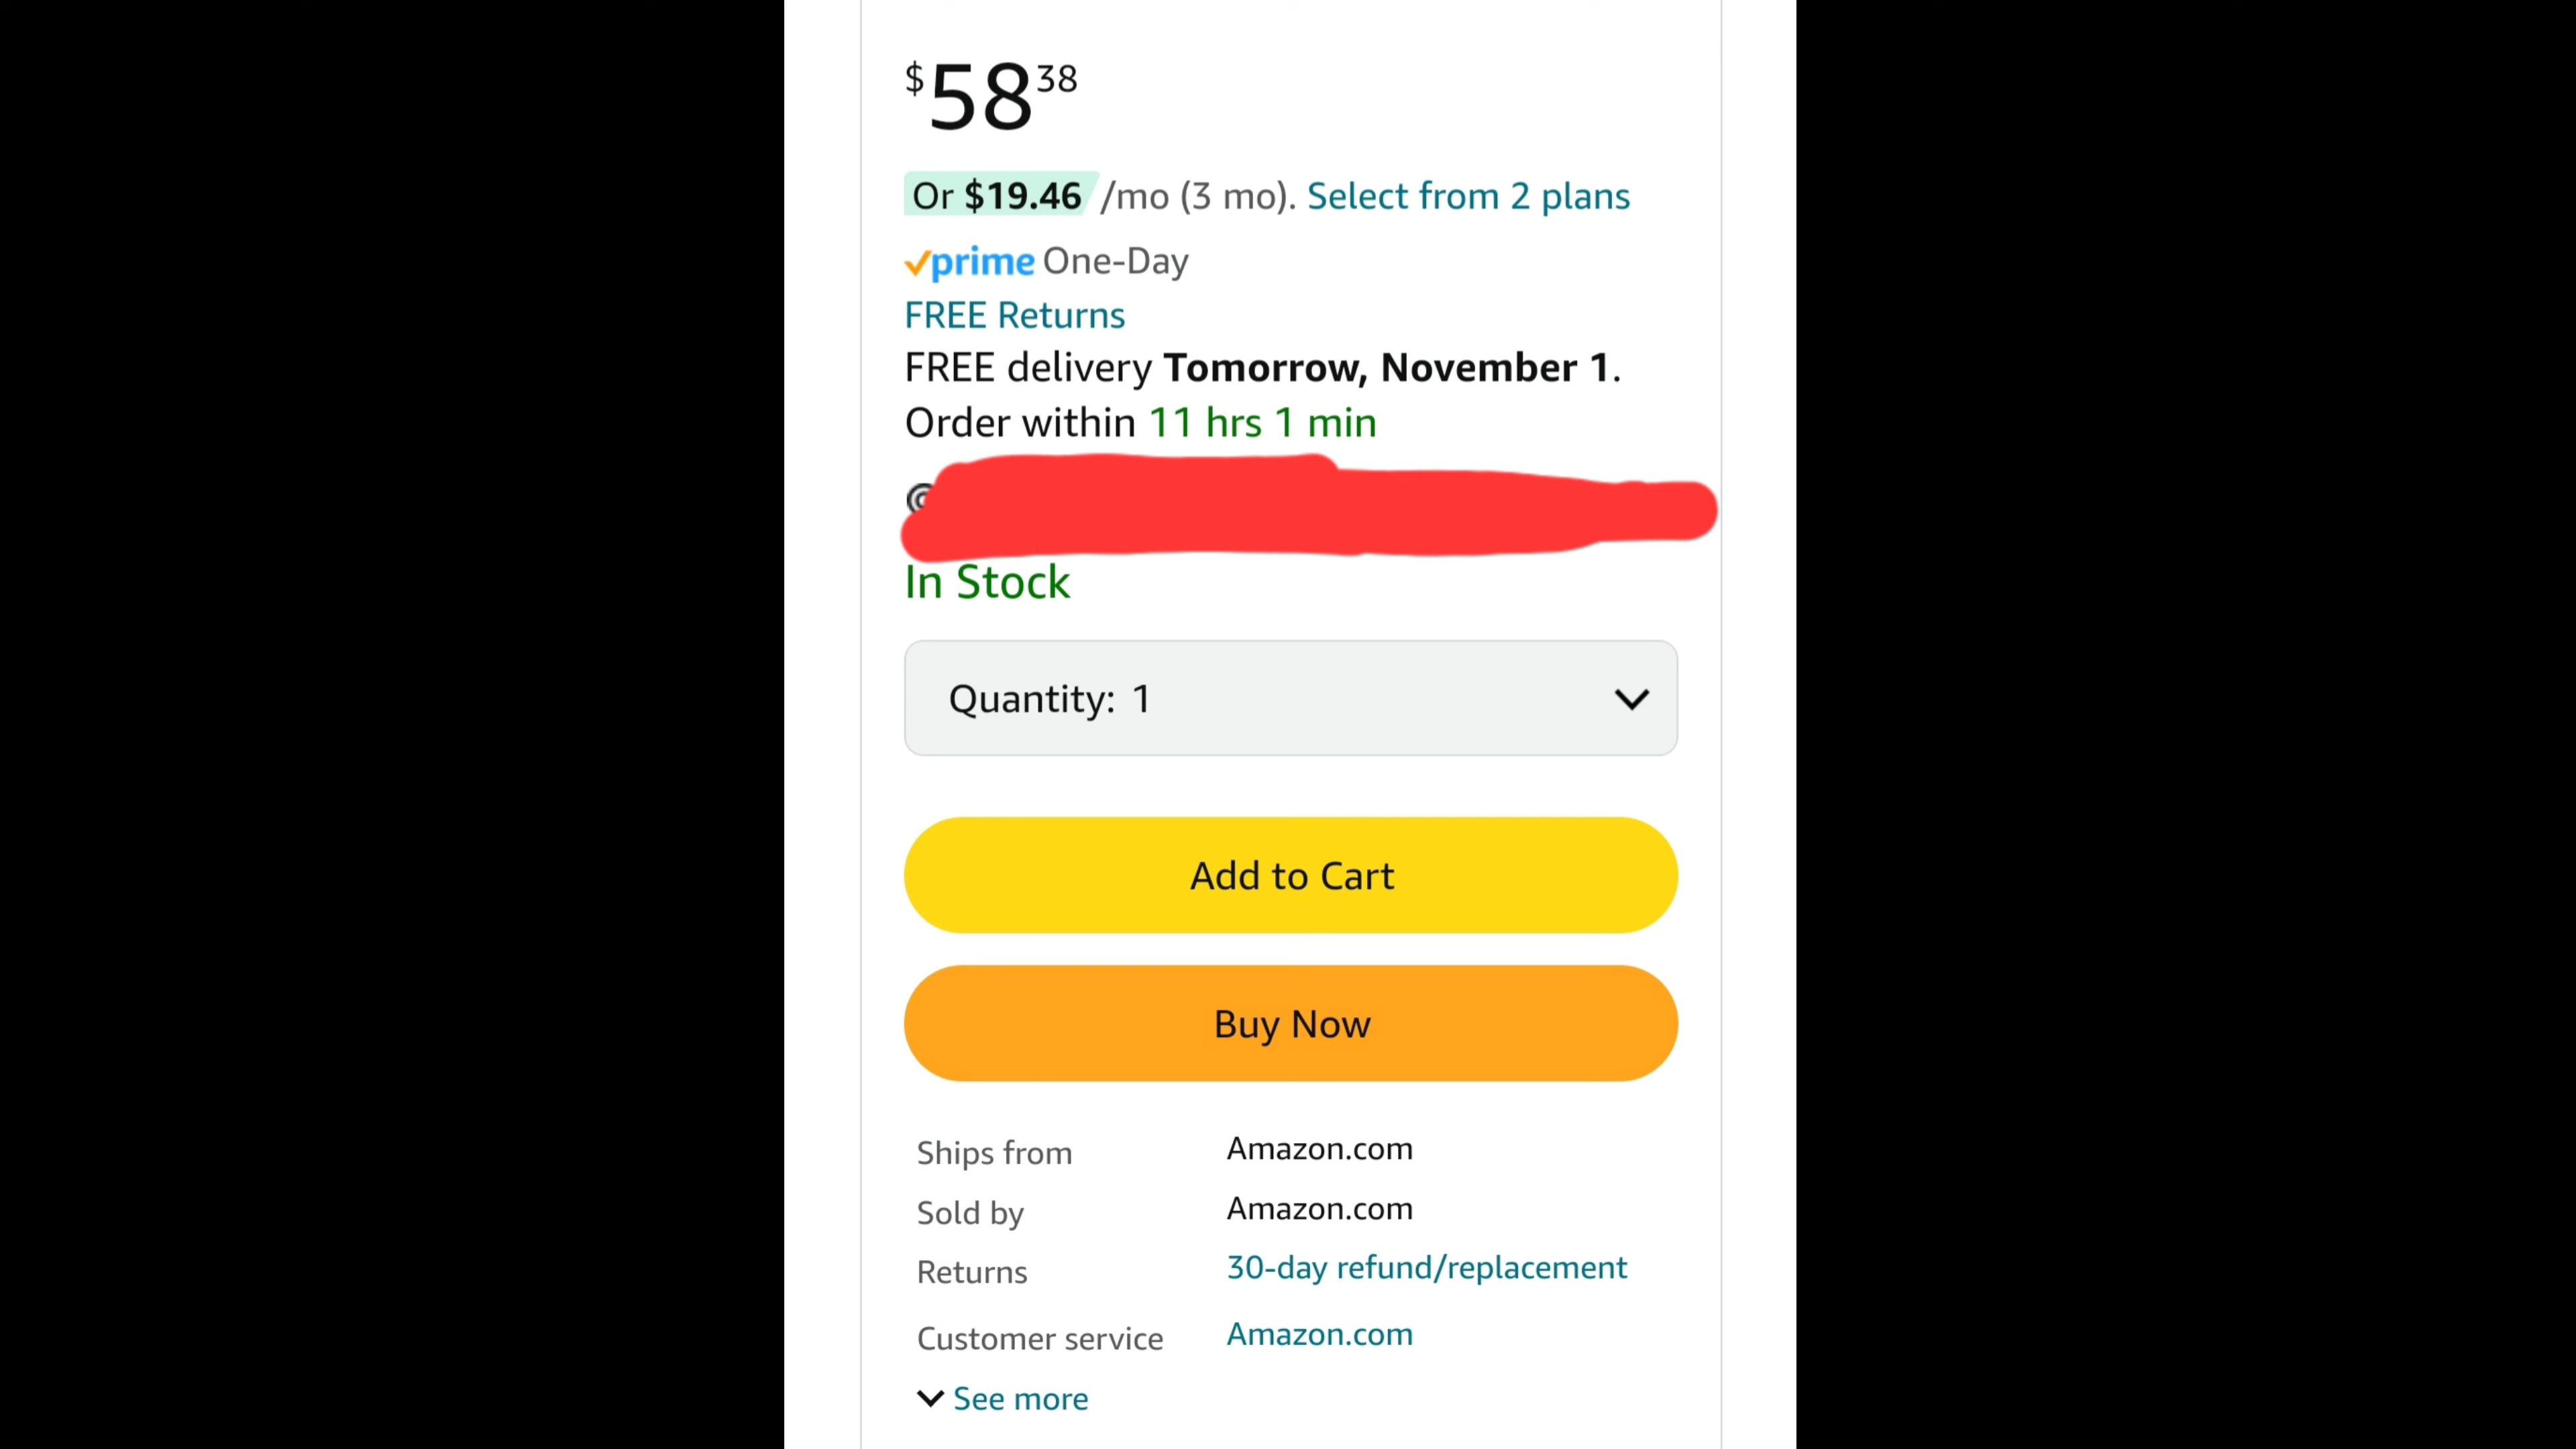 $58.38
Or $19.46 /mo (3 mo). Select from 2 plans
prime One-Day
FREE Returns
FREE delivery Tomorrow, November 1.
Order within 11 hrs 1 min
In Stock
Quantity: 1
Add to Cart
Buy Now
Ships from Amazon.com
Sold by Amazon.com
Returns 30-day refund/replacement
Customer service Amazon.com
See more